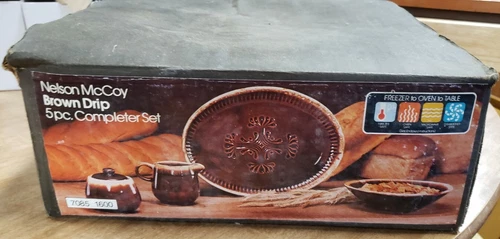 Nelson McCoy
Brown Drip
5 pc. Completer Set
FREEZER to OVEN to TABLE
7085 1600